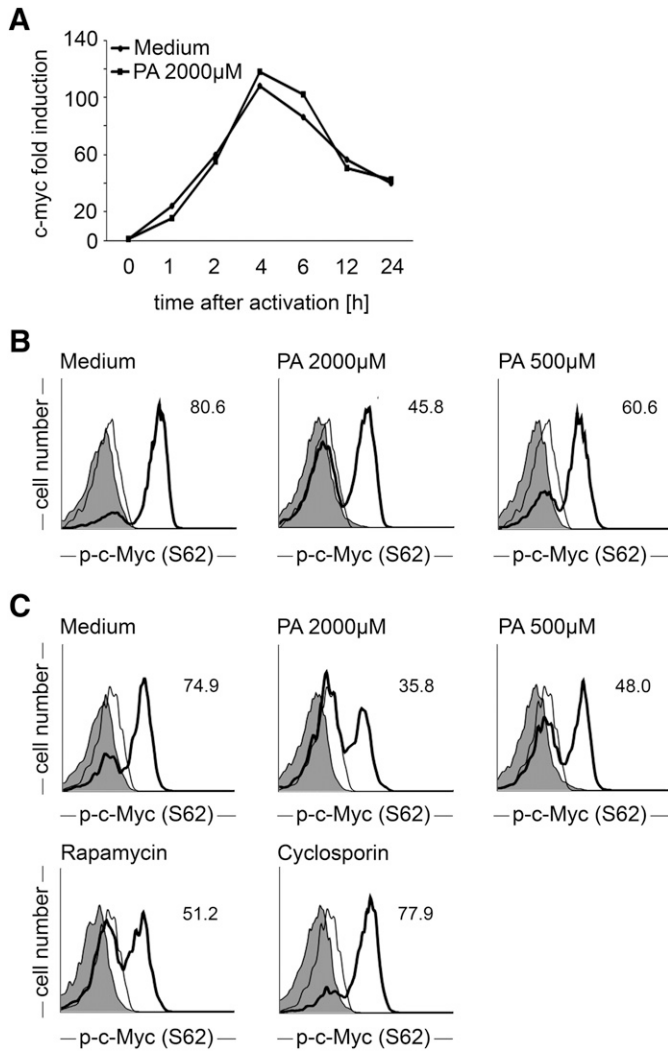 A
140
100
60
20
0
c-myc fold induction
Medium
PA 2000µM
0 1 2 4 6 12 24
time after activation [h]
B
Medium PA 2000µM PA 500µM
80.6 45.8 60.6
cell number
p-c-Myc (S62) p-c-Myc (S62) p-c-Myc (S62)
C
Medium PA 2000µM PA 500µM
74.9 35.8 48.0
cell number
p-c-Myc (S62) p-c-Myc (S62) p-c-Myc (S62)
Rapamycin Cyclosporin
51.2 77.9
cell number
p-c-Myc (S62) p-c-Myc (S62)